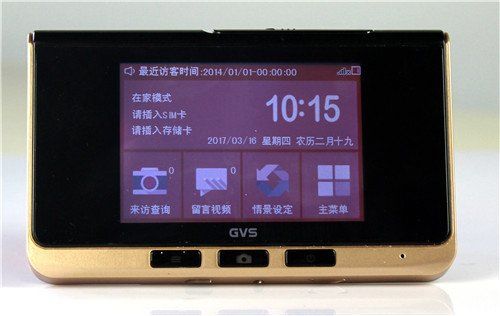 最近访客时间:2014/01/01-00:00:00
在家模式
请插入SIM卡
请插入存储卡
10:15
2017/03/16 星期四 农历二月十九
0
0
来访查询
留言视频
情景设定
主菜单
GVS